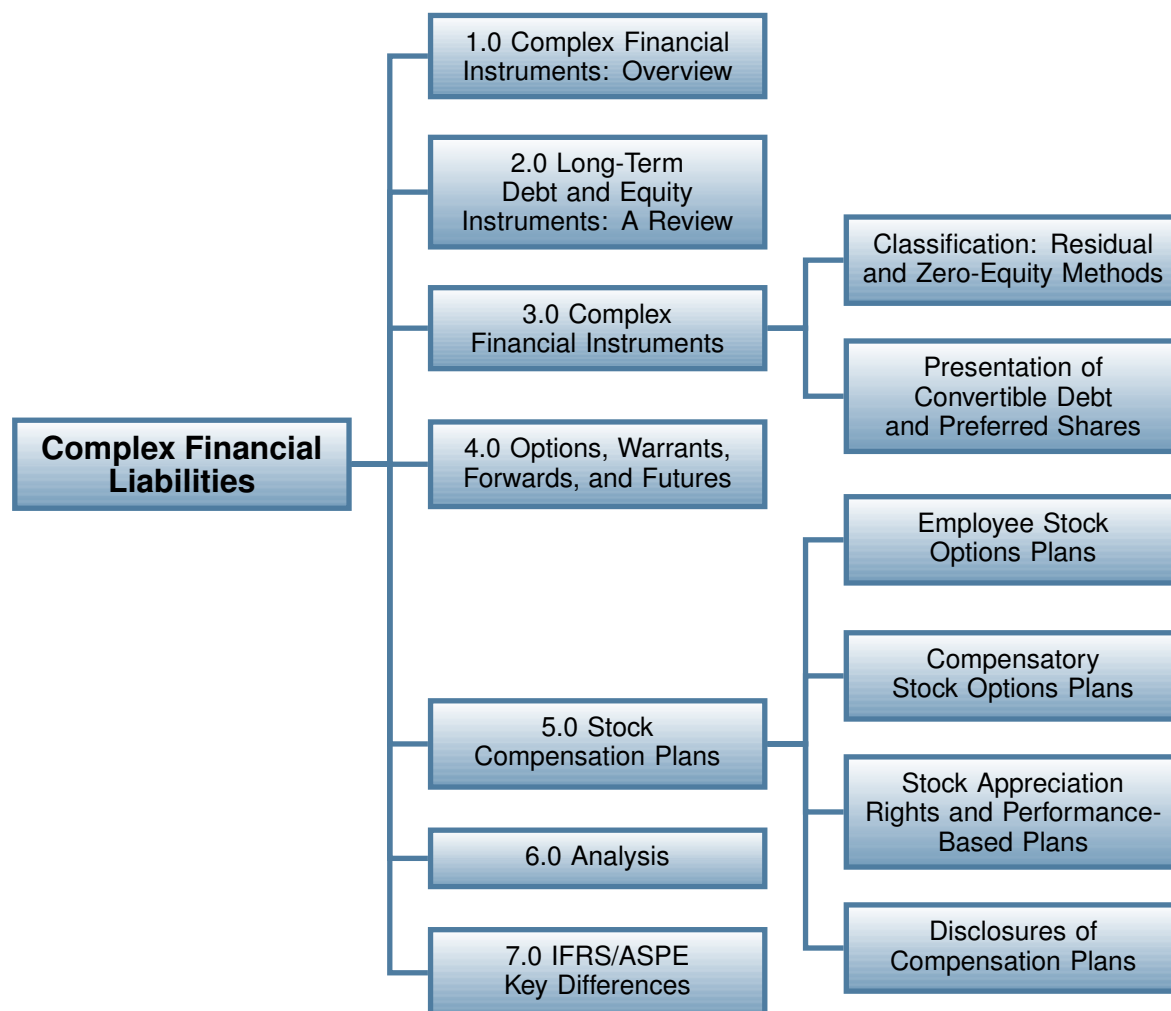 Complex Financial
Liabilities
1.0 Complex Financial
Instruments: Overview
2.0 Long-Term
Debt and Equity
Instruments: A Review
3.0 Complex
Financial Instruments
Classification: Residual
and Zero-Equity Methods
Presentation of
Convertible Debt
and Preferred Shares
4.0 Options, Warrants,
Forwards, and Futures
5.0 Stock
Compensation Plans
Employee Stock
Options Plans
Compensatory
Stock Options Plans
Stock Appreciation
Rights and Performance-
Based Plans
Disclosures of
Compensation Plans
6.0 Analysis
7.0 IFRS/ASPE
Key Differences